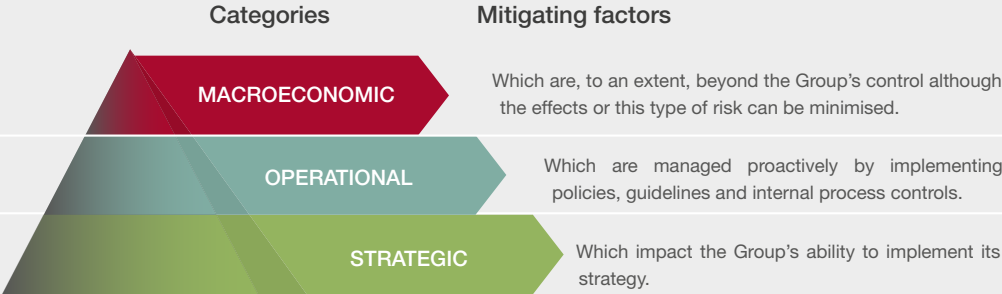 Categories
Mitigating factors
MACROECONOMIC
Which are, to an extent, beyond the Group's control although
the effects or this type of risk can be minimised.
OPERATIONAL
Which are managed proactively by implementing
policies, guidelines and internal process controls.
STRATEGIC
Which impact the Group's ability to implement its
strategy.